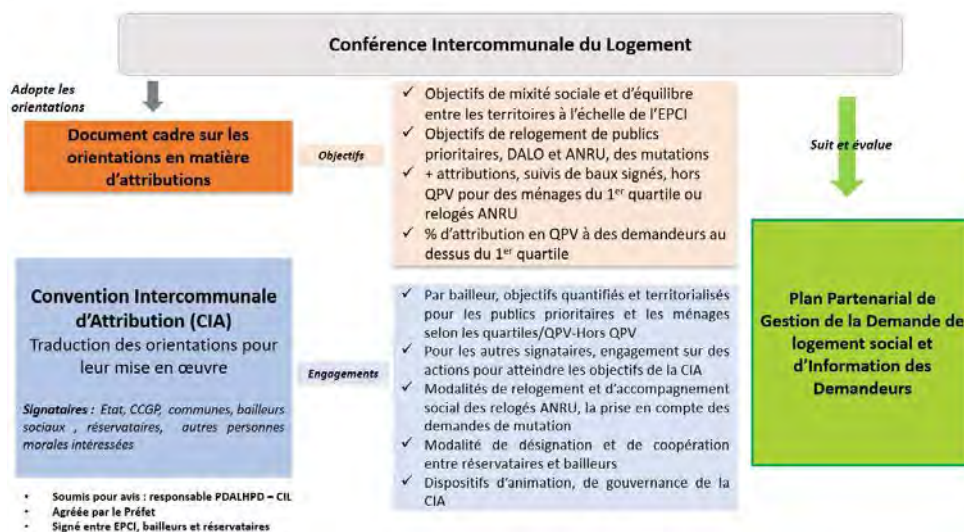 Conférence Intercommunale du Logement
Adopte les
orientations
Document cadre sur les
orientations en matière
d'attributions
Objectifs
✓ Objectifs de mixité sociale et d'équilibre
entre les territoires à l'échelle de l'EPCI
✓ Objectifs de relogement de publics
prioritaires, DALO et ANRU, des mutations
✓ + attributions, suivis de baux signés, hors
QPV pour des ménages du 1er quartile ou
relogés ANRU
✓ % d'attribution en QPV à des demandeurs au
dessus du 1er quartile
Suit et évalue
Convention Intercommunale
d'Attribution (CIA)
Traduction des orientations pour
leur mise en œuvre
Signataires : Etat, CCGP, communes, bailleurs
sociaux , réservataires, autres personnes
morales intéressées
Engagements
✓ Par bailleur, objectifs quantifiés et territorialisés
pour les publics prioritaires et les ménages
selon les quartiles/QPV-Hors QPV
✓ Pour les autres signataires, engagement sur des
actions pour atteindre les objectifs de la CIA
✓ Modalités de relogement et d'accompagnement
social des relogés ANRU, la prise en compte des
demandes de mutation
✓ Modalité de désignation et de coopération
entre réservataires et bailleurs
✓ Dispositifs d'animation, de gouvernance de la
CIA
Plan Partenarial de
Gestion de la Demande de
logement social et
d'Information des
Demandeurs
• Soumis pour avis : responsable PDALHPD – CIL
• Agréée par le Préfet
• Signé entre EPCI, bailleurs et réservataires